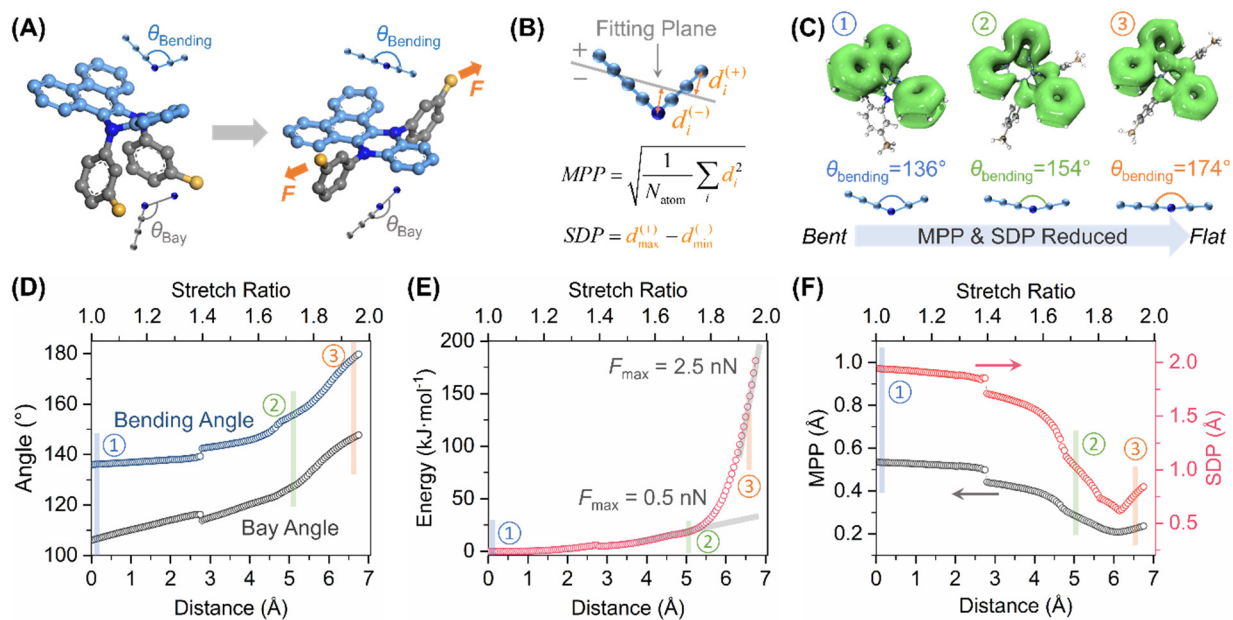 (A)
θBending
θBending
F
F
θBay
θBay
(B)
Fitting Plane
+
−
di(+)
di(−)
MPP = √(1/Natom ∑i di2)
SDP = dmax(+) − dmin(−)
(C)
1
2
3
θbending=136°
θbending=154°
θbending=174°
Bent
MPP & SDP Reduced
Flat
(D)
Stretch Ratio
1.0 1.2 1.4 1.6 1.8 2.0
Angle (°)
180
160
140
120
100
Bending Angle
Bay Angle
1
2
3
0 1 2 3 4 5 6 7
Distance (Å)
(E)
Stretch Ratio
1.0 1.2 1.4 1.6 1.8 2.0
Energy (kJ·mol-1)
200
175
150
125
100
75
50
25
0
Fmax = 2.5 nN
Fmax = 0.5 nN
1
2
3
0 1 2 3 4 5 6 7
Distance (Å)
(F)
Stretch Ratio
1.0 1.2 1.4 1.6 1.8 2.0
MPP (Å)
1.0
0.8
0.6
0.4
0.2
SDP (Å)
2.0
1.5
1.0
0.5
1
2
3
0 1 2 3 4 5 6 7
Distance (Å)